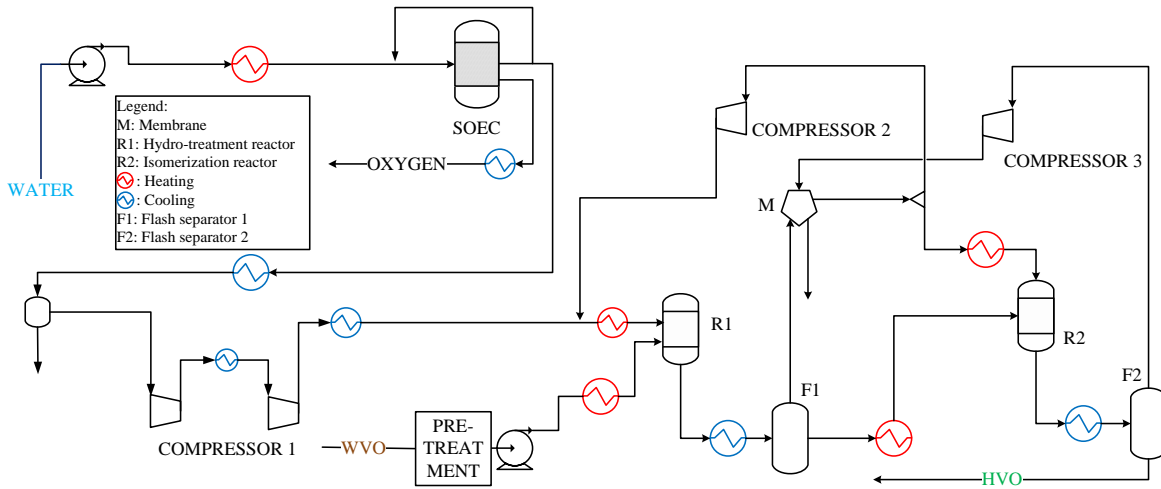 SOEC
Legend:
M: Membrane
R1: Hydro-treatment reactor
R2: Isomerization reactor
: Heating
: Cooling
F1: Flash separator 1
F2: Flash separator 2
WATER
OXYGEN
COMPRESSOR 2
COMPRESSOR 3
M
R1
R2
F1
F2
COMPRESSOR 1
WVO
PRE-
TREAT
MENT
HVO